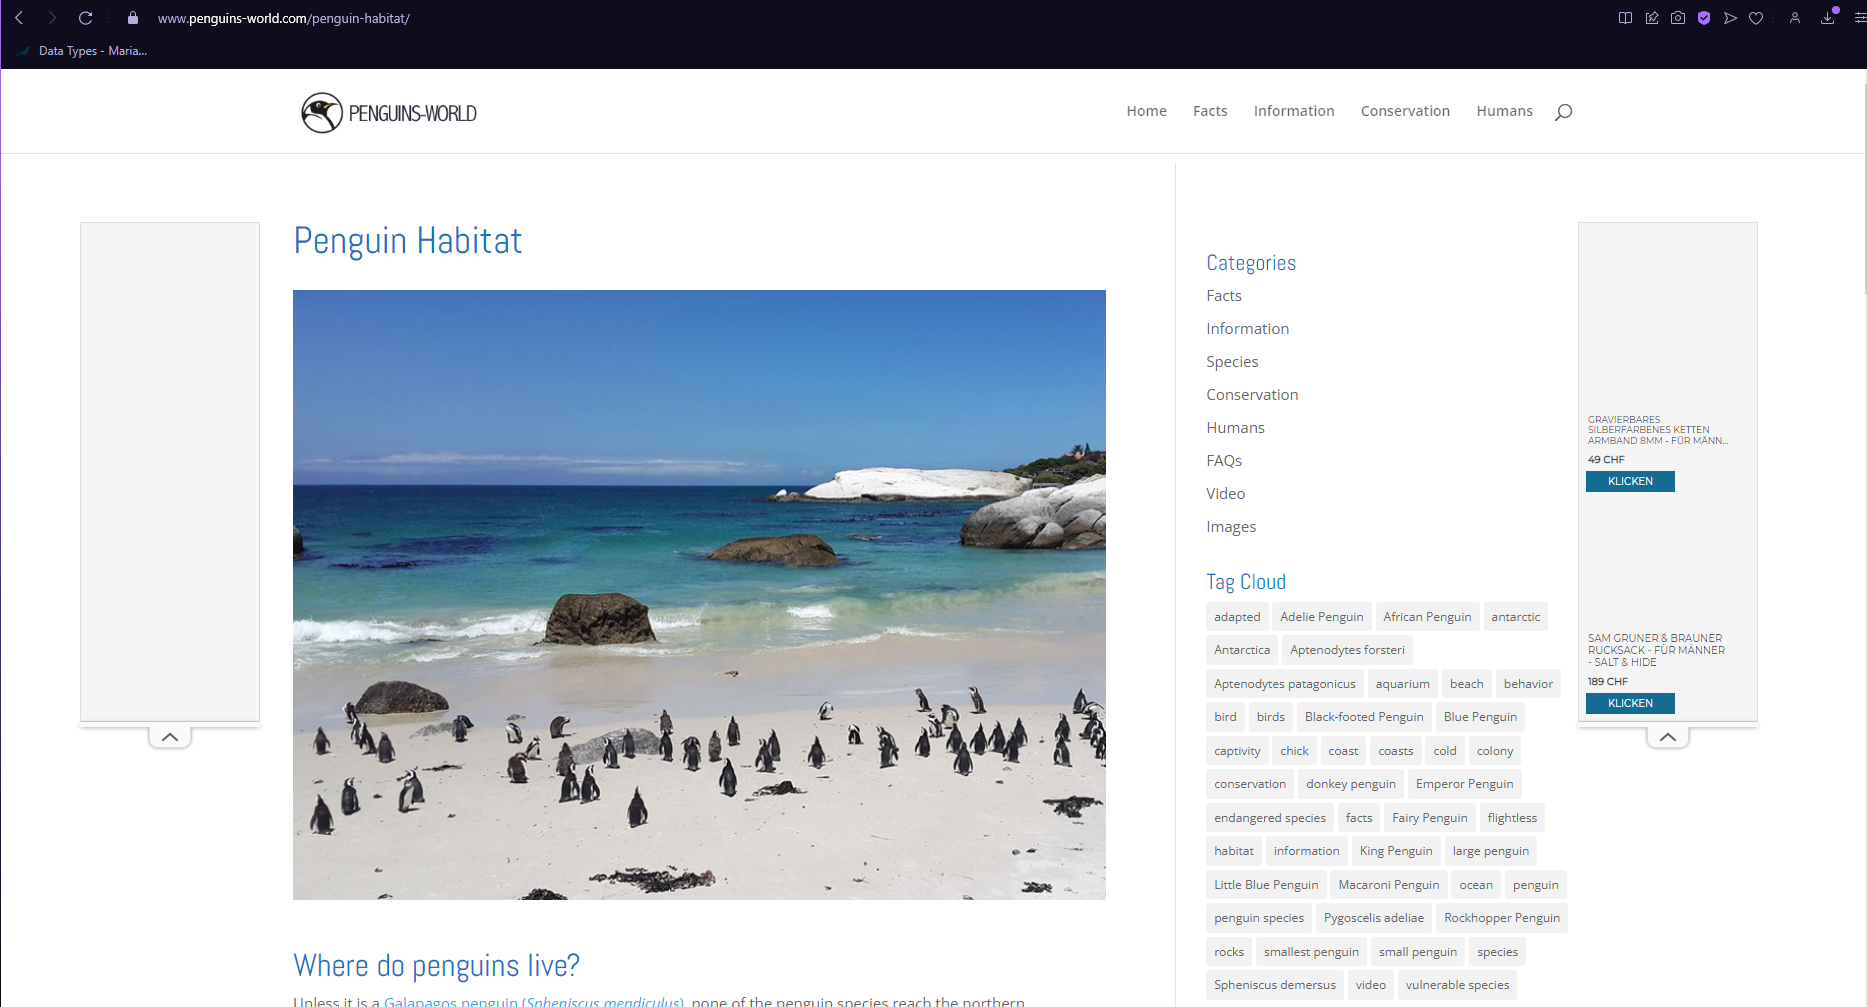 www.penguins-world.com/penguin-habitat/
Data Types - Maria...
PENGUINS-WORLD
Home Facts Information Conservation Humans
Penguin Habitat
Where do penguins live?
Unless it is a Galapagos penguin (Spheniscus mendiculus), none of the penguin species reach the northern
Categories
Facts
Information
Species
Conservation
Humans
FAQs
Video
Images
Tag Cloud
adapted Adelie Penguin African Penguin antarctic
Antarctica Aptenodytes forsteri
Aptenodytes patagonicus aquarium beach behavior
bird birds Black-footed Penguin Blue Penguin
captivity chick coast coasts cold colony
conservation donkey penguin Emperor Penguin
endangered species facts Fairy Penguin flightless
habitat information King Penguin large penguin
Little Blue Penguin Macaroni Penguin ocean penguin
penguin species Pygoscelis adeliae Rockhopper Penguin
rocks smallest penguin small penguin species
Spheniscus demersus video vulnerable species
GRAVIERBARES
SILBERFARBENES KETTEN
ARMBAND 8MM - FÜR MÄNN...
49 CHF
KLICKEN
SAM GRUNER & BRAUNER
RUCKSACK - FÜR MÄNNER
- SALT & HIDE
189 CHF
KLICKEN